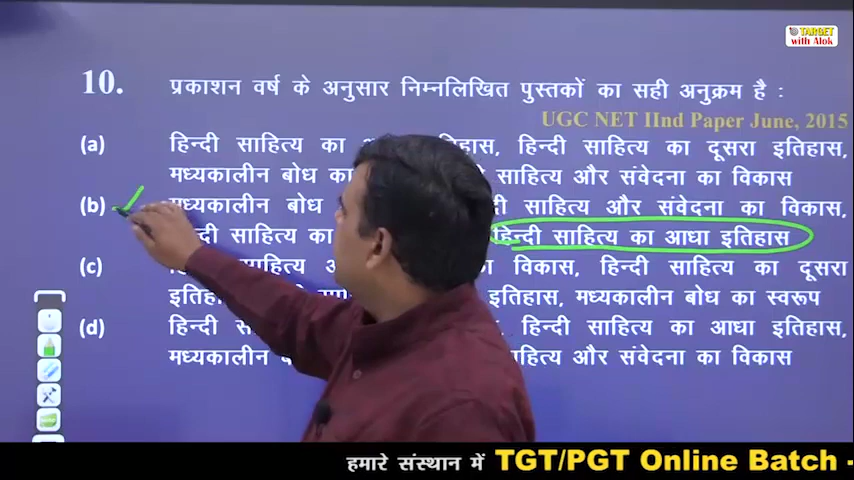 TARGET
with Alok
10. प्रकाशन वर्ष के अनुसार निम्नलिखित पुस्तकों का सही अनुक्रम है :
UGC NET IInd Paper June, 2015
(a) हिन्दी साहित्य का हिन्दी साहित्य का दूसरा इतिहास,
मध्यकालीन बोध का साहित्य और संवेदना का विकास
(b) मध्यकालीन बोध साहित्य और संवेदना का विकास,
साहित्य का हिन्दी साहित्य का आधा इतिहास
(c) विकास, हिन्दी साहित्य का दूसरा
इतिहास, मध्यकालीन बोध का स्वरूप
(d) हिन्दी हिन्दी साहित्य का आधा इतिहास,
मध्यकालीन साहित्य और संवेदना का विकास
हमारे संस्थान में TGT/PGT Online Batch -